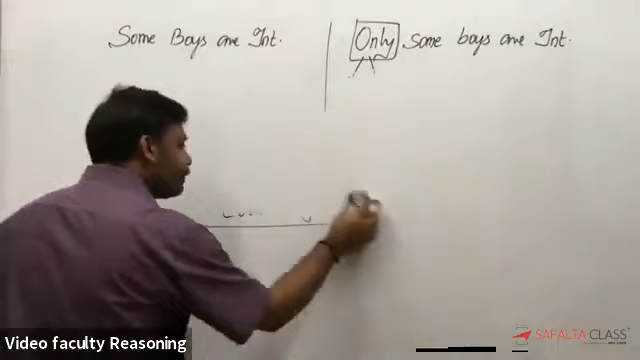 Some Boys are Int.
Only Some boys are Int.
Video faculty Reasoning
SAFALTA CLASS